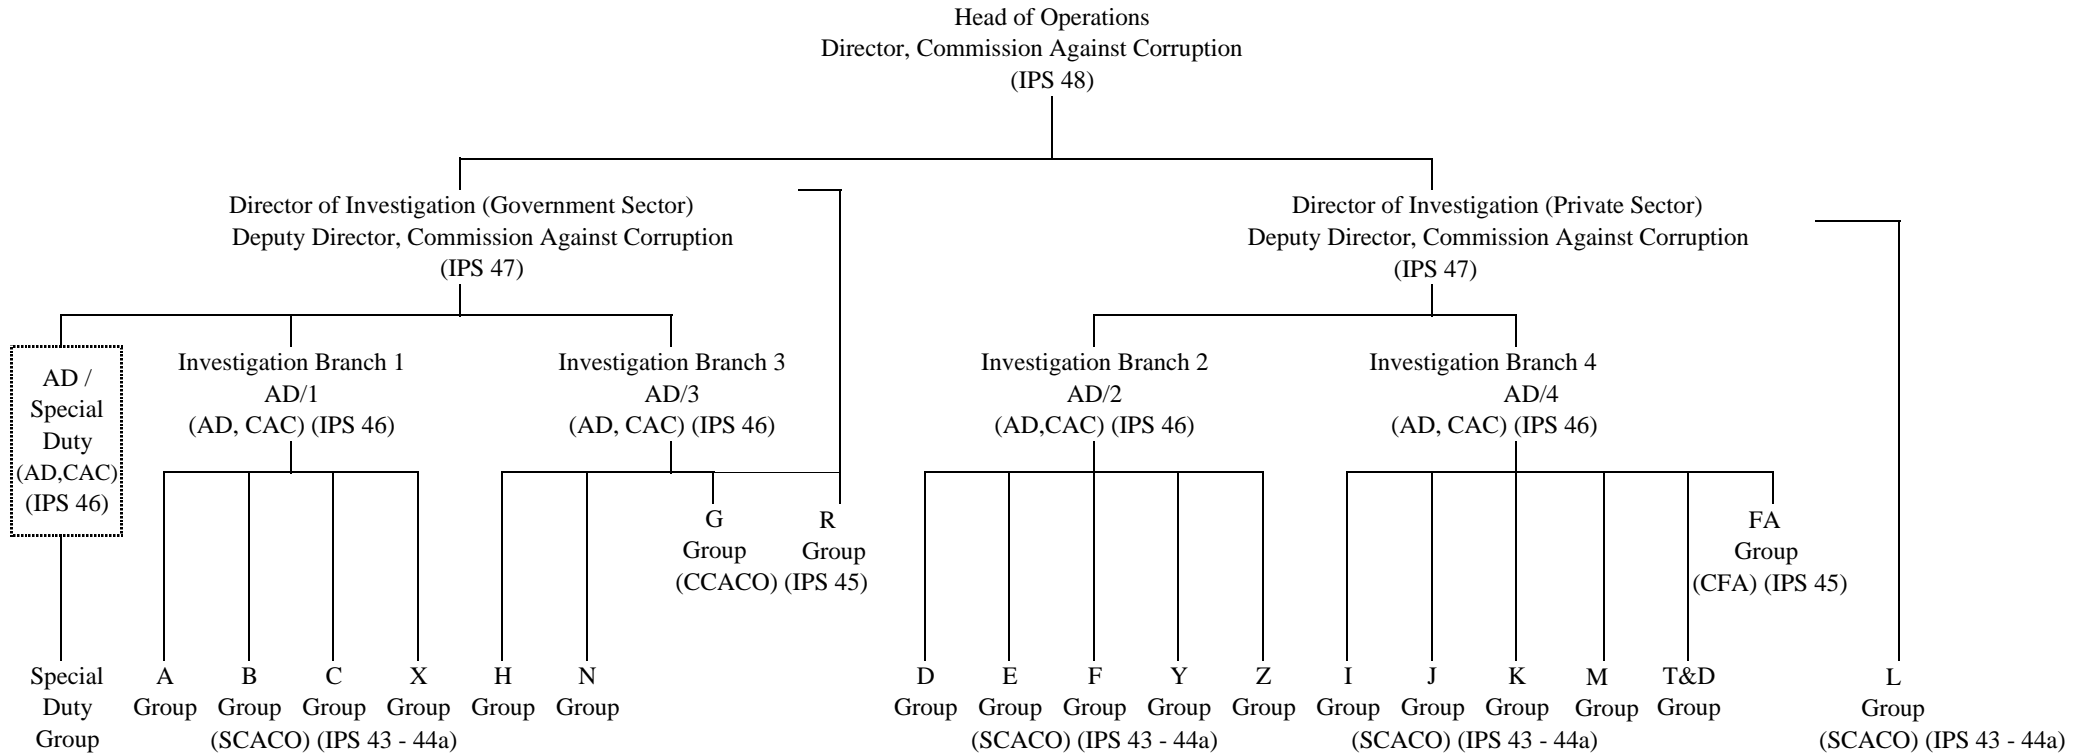 Head of Operations
Director, Commission Against Corruption
(IPS 48)
Director of Investigation (Government Sector)
Deputy Director, Commission Against Corruption
(IPS 47)
Director of Investigation (Private Sector)
Deputy Director, Commission Against Corruption
(IPS 47)
AD /
Special
Duty
(AD,CAC)
(IPS 46)
Investigation Branch 1
AD/1
(AD, CAC) (IPS 46)
Investigation Branch 3
AD/3
(AD, CAC) (IPS 46)
Investigation Branch 2
AD/2
(AD,CAC) (IPS 46)
Investigation Branch 4
AD/4
(AD, CAC) (IPS 46)
G
Group
R
Group
(CCACO) (IPS 45)
FA
Group
(CFA) (IPS 45)
Special
Duty
Group
A
Group
B
Group
C
Group
X
Group
(SCACO) (IPS 43 - 44a)
H
Group
N
Group
D
Group
E
Group
F
Group
Y
Group
Z
Group
(SCACO) (IPS 43 - 44a)
I
Group
J
Group
K
Group
M
Group
T&D
Group
(SCACO) (IPS 43 - 44a)
L
Group
(SCACO) (IPS 43 - 44a)